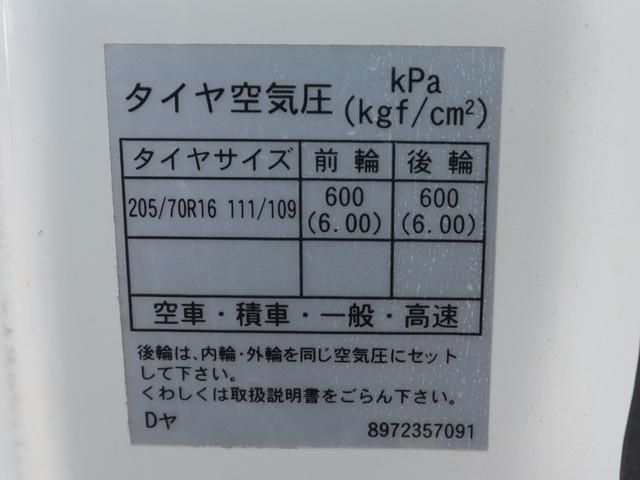 タイヤ空気圧 kPa
(kgf/cm²)
タイヤサイズ 前輪 後輪
205/70R16 111/109 600 (6.00) 600 (6.00)
空車・積車・一般・高速
後輪は、内輪・外輪を同じ空気圧にセット
して下さい。
くわしくは取扱説明書をごらん下さい。
Dヤ 8972357091